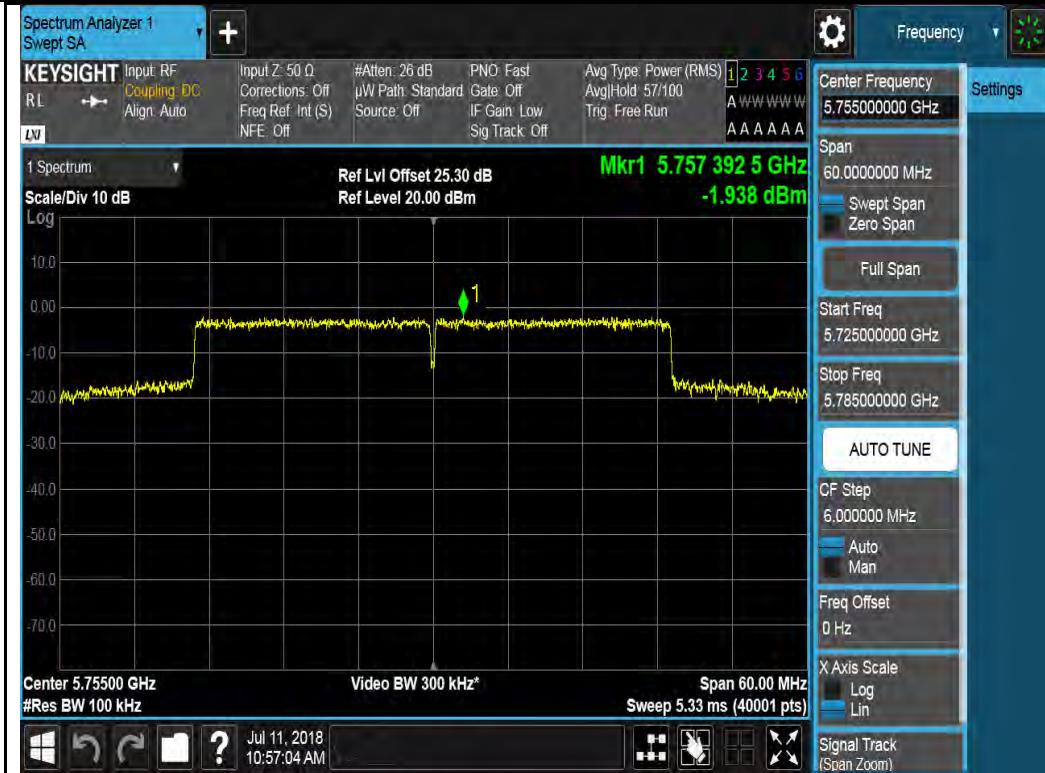 Spectrum Analyzer 1
Swept SA
+
Frequency
KEYSIGHT
RL
LXI
Input: RF
Coupling: DC
Align: Auto
Input Z: 50 Ω
Corrections: Off
Freq Ref: Int (S)
NFE: Off
#Atten: 26 dB
µW Path: Standard
Source: Off
PNO: Fast
Gate: Off
IF Gain: Low
Sig Track: Off
Avg Type: Power (RMS)
Avg|Hold: 57/100
Trig: Free Run
1 2 3 4 5 6
A W W W W W
A A A A A A
1 Spectrum
Scale/Div 10 dB
Ref Lvl Offset 25.30 dB
Ref Level 20.00 dBm
Mkr1 5.757 392 5 GHz
-1.938 dBm
Log
10.0
0.00
-10.0
-20.0
-30.0
-40.0
-50.0
-60.0
-70.0
1
Center 5.75500 GHz
#Res BW 100 kHz
Video BW 300 kHz*
Span 60.00 MHz
Sweep 5.33 ms (40001 pts)
?
Jul 11, 2018
10:57:04 AM
Center Frequency
5.755000000 GHz
Settings
Span
60.0000000 MHz
Swept Span
Zero Span
Full Span
Start Freq
5.725000000 GHz
Stop Freq
5.785000000 GHz
AUTO TUNE
CF Step
6.000000 MHz
Auto
Man
Freq Offset
0 Hz
X Axis Scale
Log
Lin
Signal Track
(Span Zoom)